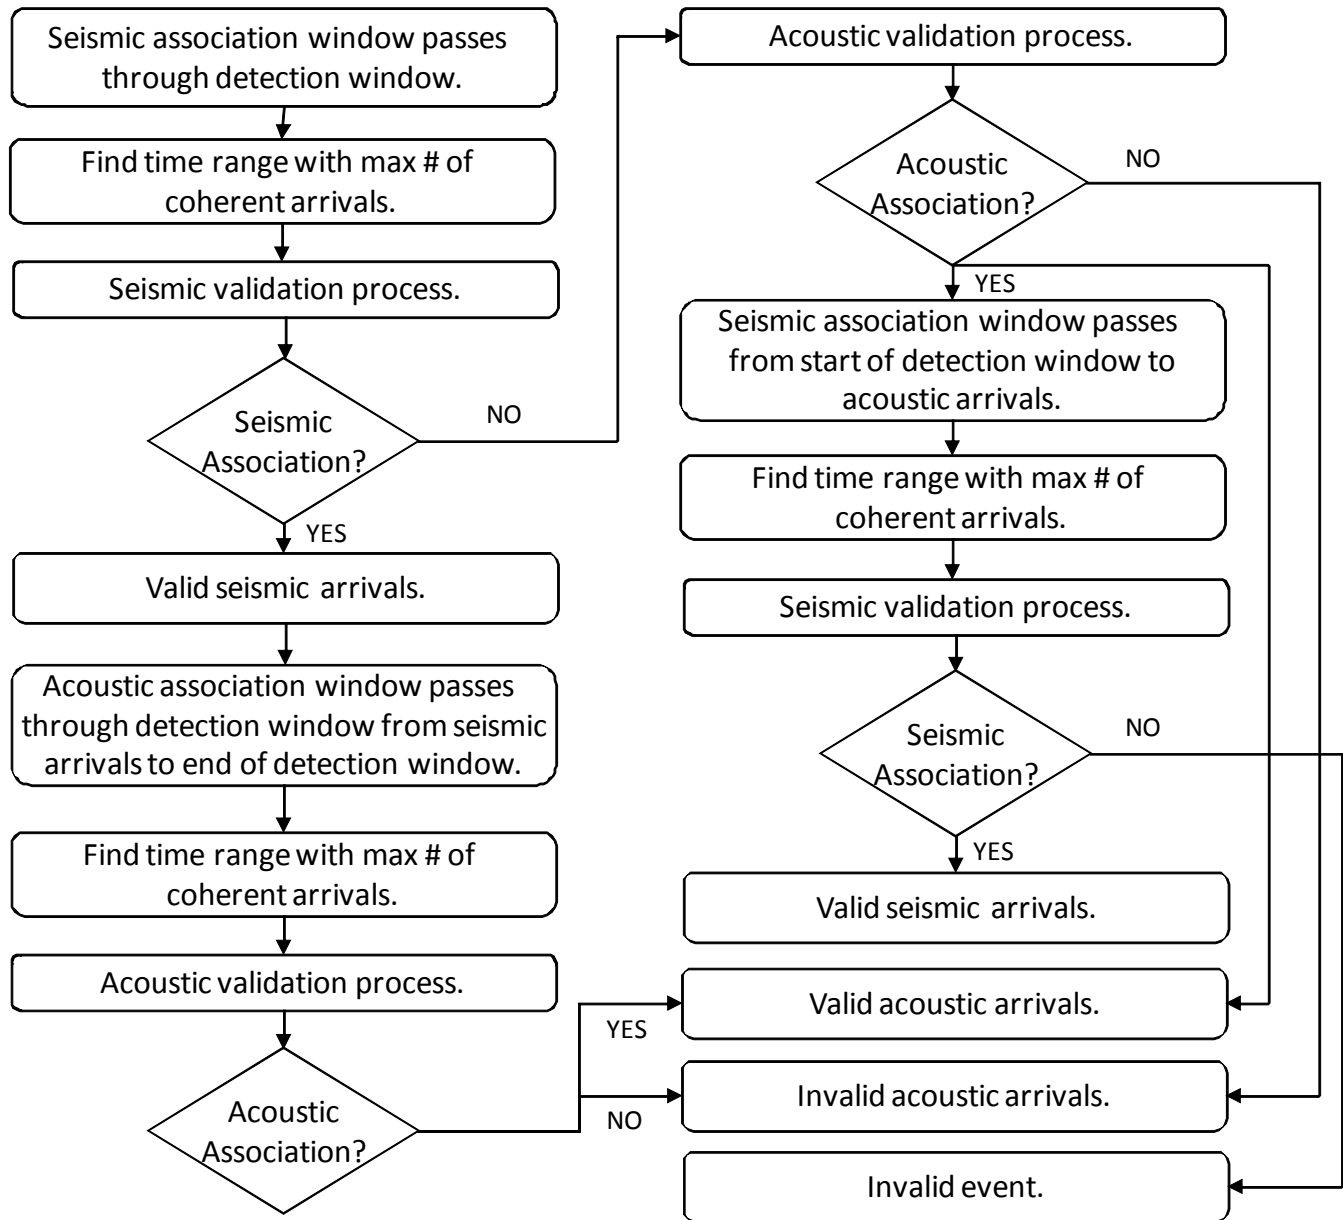 Seismic association window passes
through detection window.
Find time range with max # of
coherent arrivals.
Seismic validation process.
Seismic
Association?
NO
YES
Valid seismic arrivals.
Acoustic association window passes
through detection window from seismic
arrivals to end of detection window.
Find time range with max # of
coherent arrivals.
Acoustic validation process.
Acoustic
Association?
YES
NO
Acoustic validation process.
Acoustic
Association?
NO
YES
Seismic association window passes
from start of detection window to
acoustic arrivals.
Find time range with max # of
coherent arrivals.
Seismic validation process.
Seismic
Association?
NO
YES
Valid seismic arrivals.
Valid acoustic arrivals.
Invalid acoustic arrivals.
Invalid event.